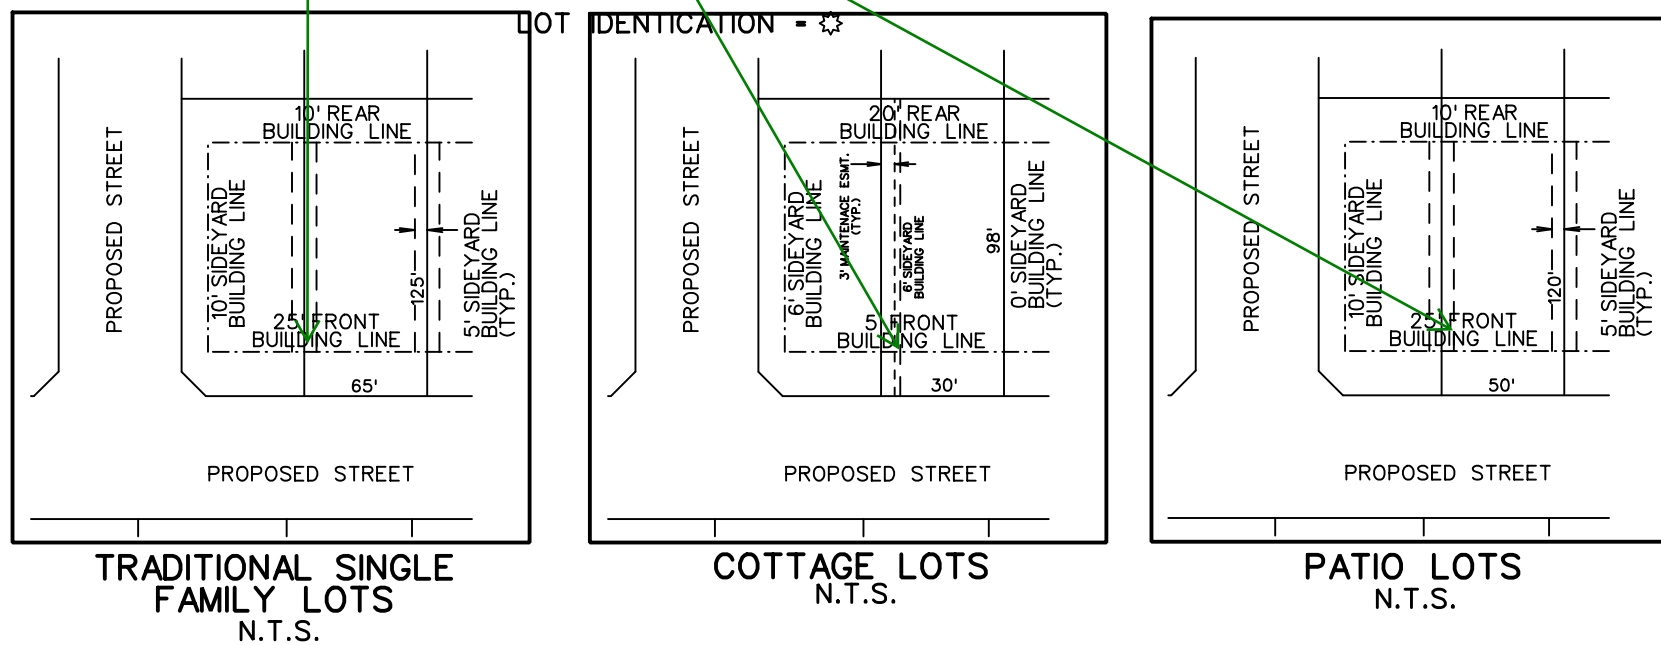 LOT IDENTICATION =
10' REAR
BUILDING LINE
PROPOSED STREET
10' SIDEYARD
BUILDING LINE
125'
5' SIDEYARD
BUILDING LINE
(TYP.)
25' FRONT
BUILDING LINE
65'
PROPOSED STREET
TRADITIONAL SINGLE
FAMILY LOTS
N.T.S.
20' REAR
BUILDING LINE
PROPOSED STREET
6' SIDEYARD
BUILDING LINE
3' MAINTENACE ESMT.
(TYP.)
6' SIDEYARD
BUILDING LINE
98'
0' SIDEYARD
BUILDING LINE
(TYP.)
5' FRONT
BUILDING LINE
30'
PROPOSED STREET
COTTAGE LOTS
N.T.S.
10' REAR
BUILDING LINE
PROPOSED STREET
10' SIDEYARD
BUILDING LINE
120'
5' SIDEYARD
BUILDING LINE
(TYP.)
25' FRONT
BUILDING LINE
50'
PROPOSED STREET
PATIO LOTS
N.T.S.